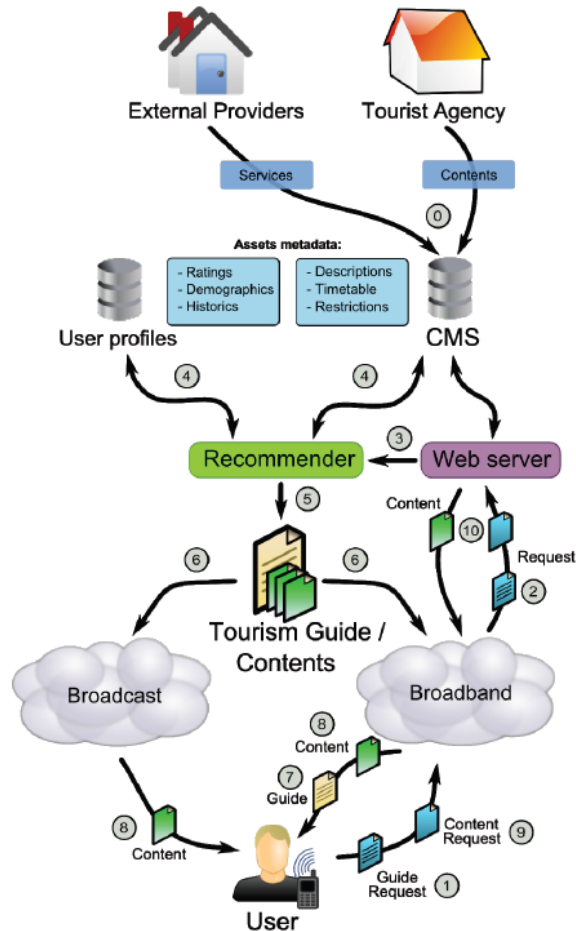 External Providers
Tourist Agency
Services
Contents
0
Assets metadata:
- Ratings
- Demographics
- Historics
- Descriptions
- Timetable
- Restrictions
User profiles
CMS
4
4
3
Recommender
Web server
5
Content
10
Request
2
6
6
Tourism Guide /
Contents
Broadcast
Broadband
8
Content
7
Guide
8
Content
Content
Request
9
Guide
Request
1
User